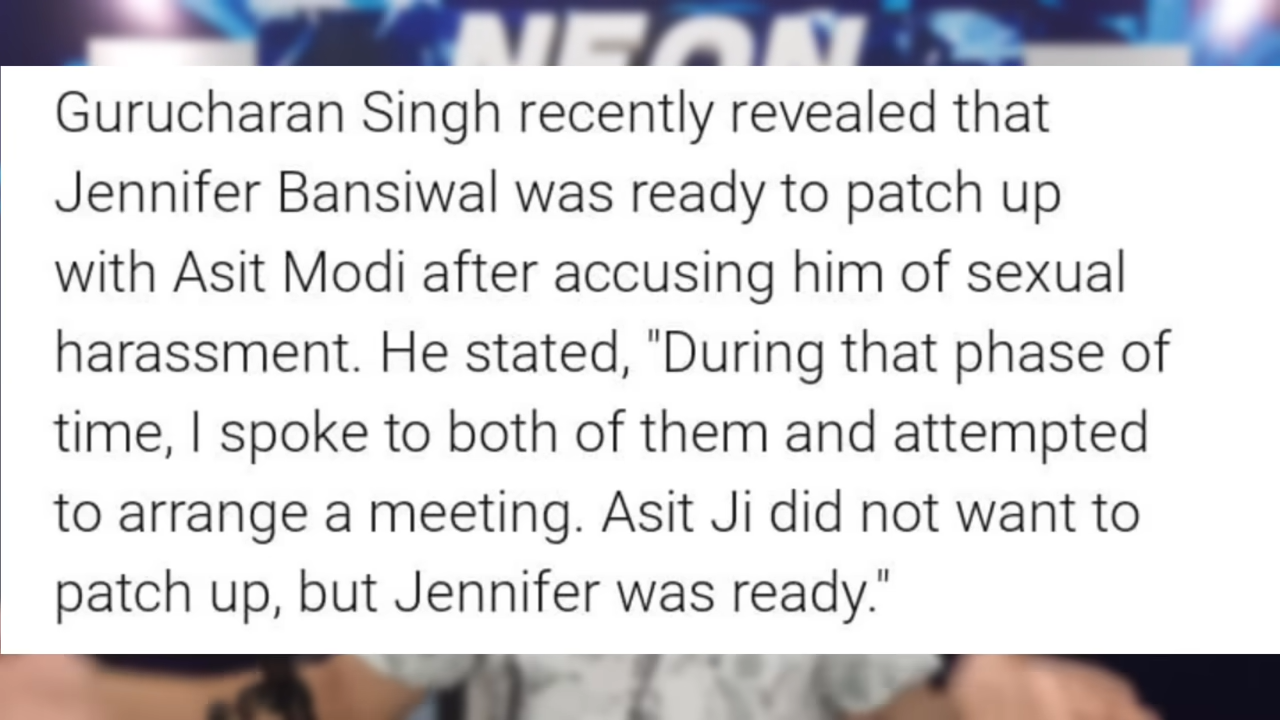 NEON
Gurucharan Singh recently revealed that
Jennifer Bansiwal was ready to patch up
with Asit Modi after accusing him of sexual
harassment. He stated, "During that phase of
time, I spoke to both of them and attempted
to arrange a meeting. Asit Ji did not want to
patch up, but Jennifer was ready."